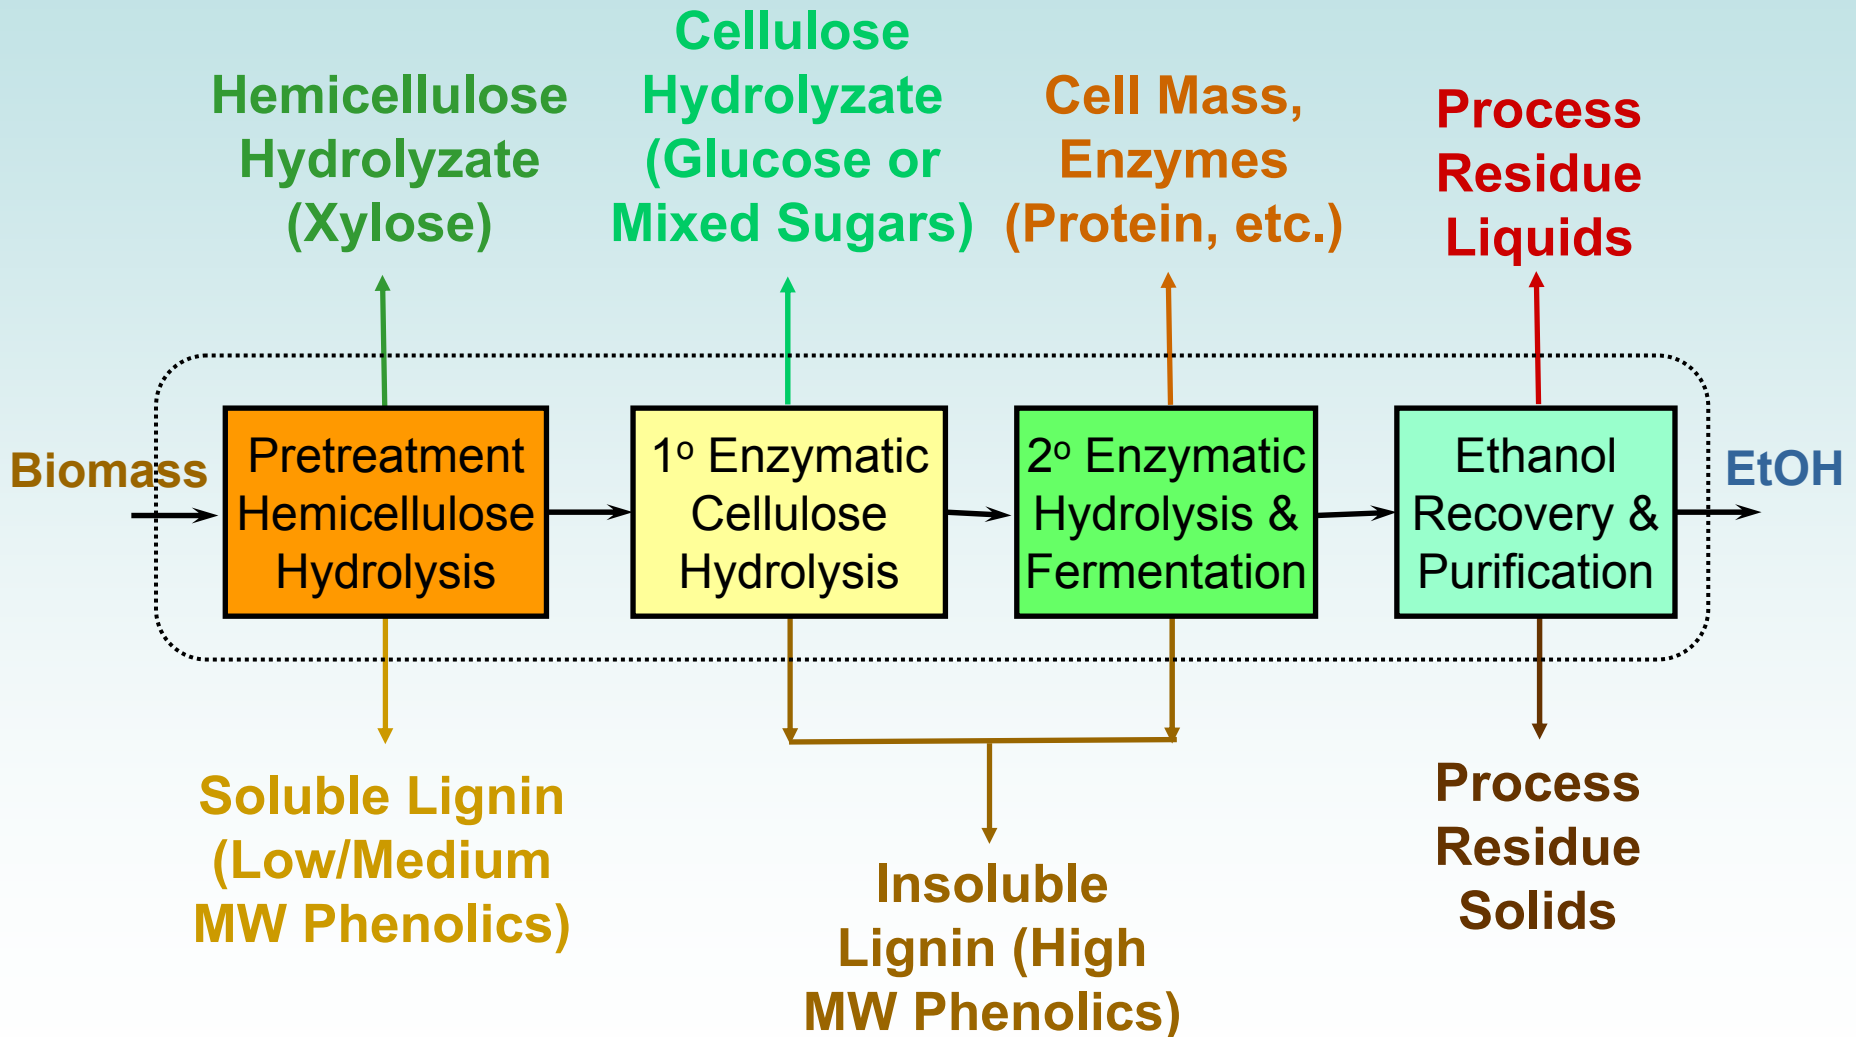 Hemicellulose
Hydrolyzate
(Xylose)
Cellulose
Hydrolyzate
(Glucose or
Mixed Sugars)
Cell Mass,
Enzymes
(Protein, etc.)
Process
Residue
Liquids
Biomass
Pretreatment
Hemicellulose
Hydrolysis
1º Enzymatic
Cellulose
Hydrolysis
2º Enzymatic
Hydrolysis &
Fermentation
Ethanol
Recovery &
Purification
EtOH
Soluble Lignin
(Low/Medium
MW Phenolics)
Insoluble
Lignin (High
MW Phenolics)
Process
Residue
Solids